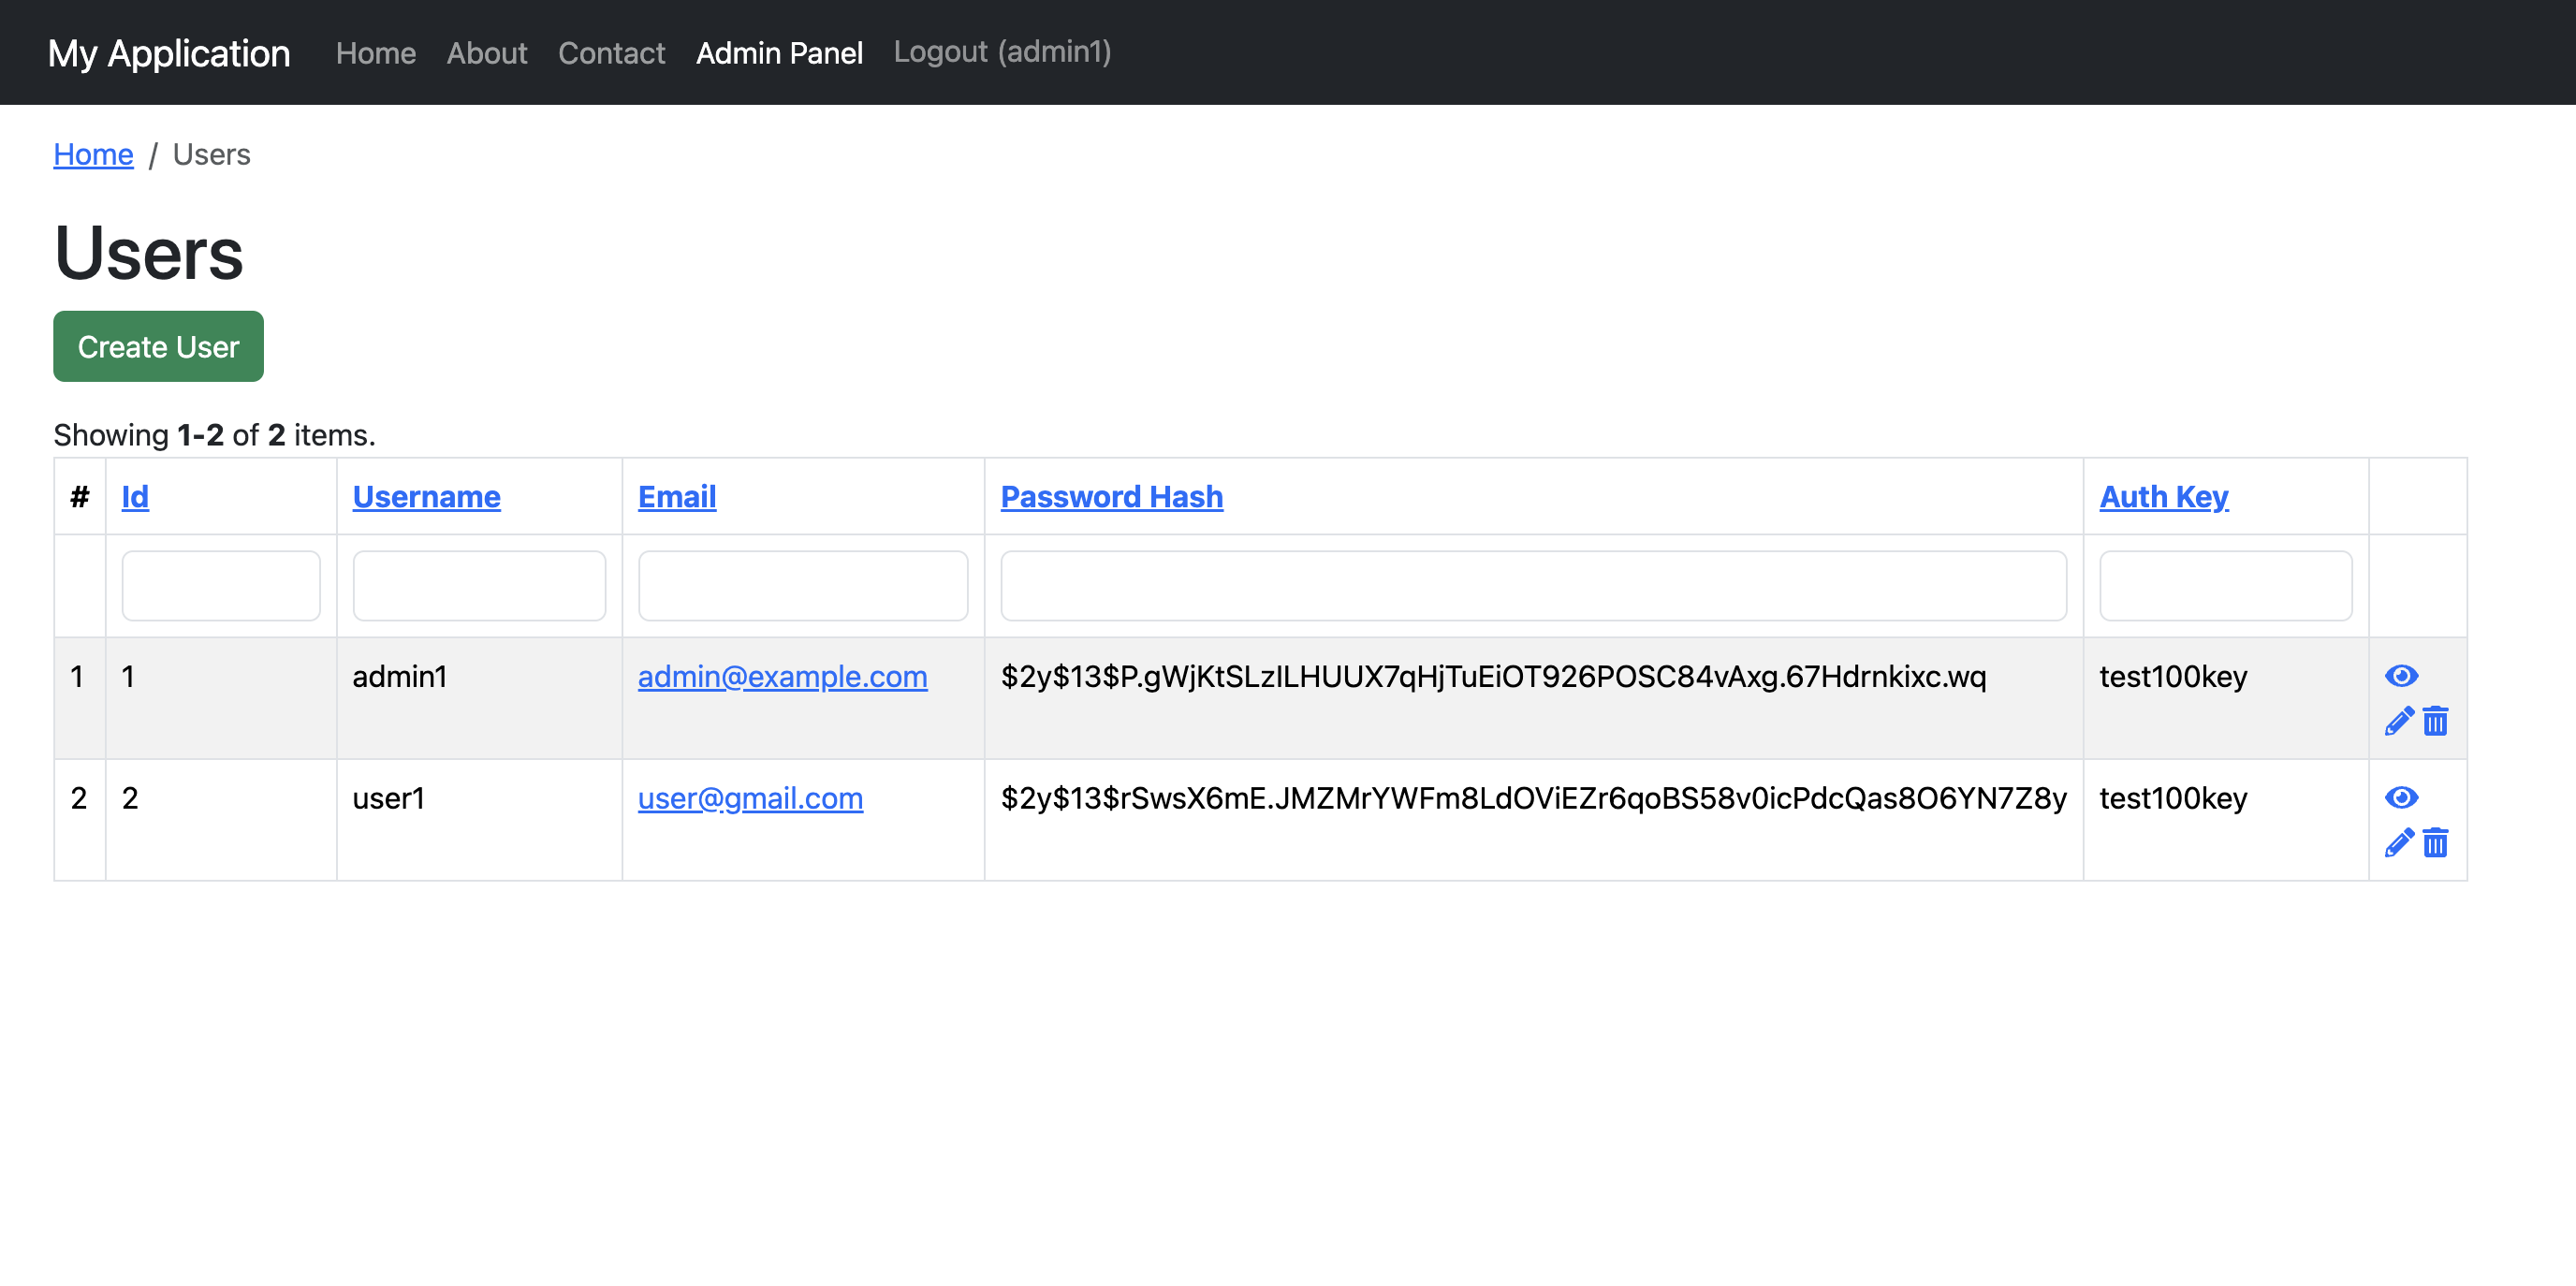 My Application Home About Contact Admin Panel Logout (admin1)
Home / Users
Users
Create User
Showing 1-2 of 2 items.
# Id Username Email Password Hash Auth Key
1 1 admin1 admin@example.com $2y$13$P.gWjKtSLzILHUUX7qHjTuEiOT926POSC84vAxg.67Hdrnkixc.wq test100key
2 2 user1 user@gmail.com $2y$13$rSwsX6mE.JMZMrYWFm8LdOViEZr6qoBS58v0icPdcQas8O6YN7Z8y test100key